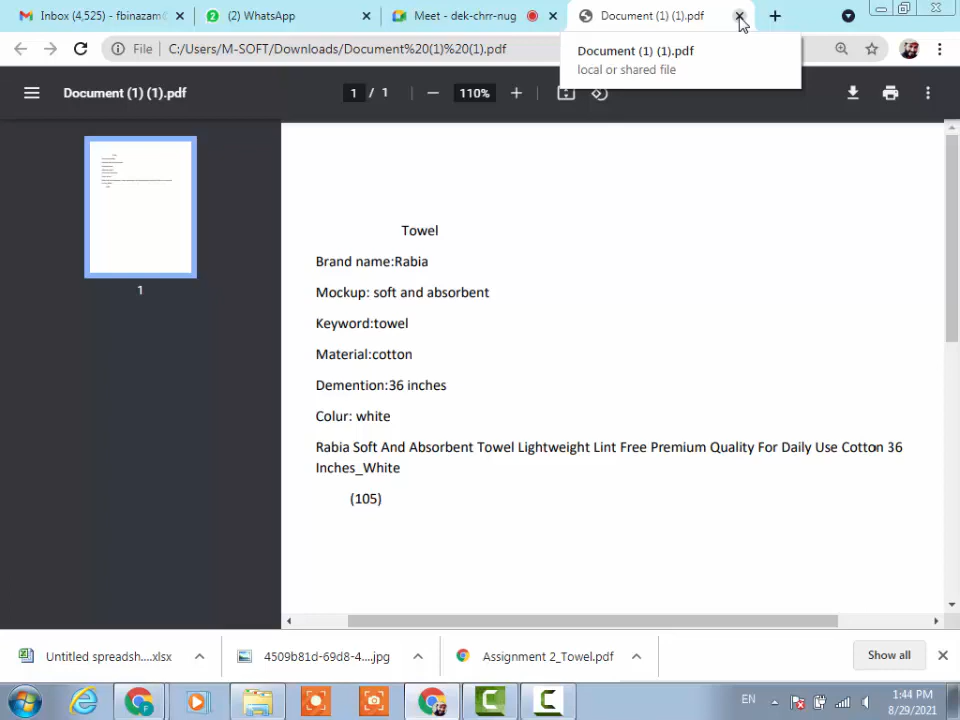 Inbox (4,525) - fbinazam
(2) WhatsApp
Meet - dek-chrr-nug
Document (1) (1).pdf
File
C:/Users/M-SOFT/Downloads/Document%20(1)%20(1).pdf
Document (1) (1).pdf
local or shared file
Document (1) (1).pdf
1 / 1
110%
1
Towel
Brand name:Rabia
Mockup: soft and absorbent
Keyword:towel
Material:cotton
Demention:36 inches
Colur: white
Rabia Soft And Absorbent Towel Lightweight Lint Free Premium Quality For Daily Use Cotton 36
Inches_White
(105)
Untitled spreadsh....xlsx
4509b81d-69d8-4....jpg
Assignment 2_Towel.pdf
Show all
EN
1:44 PM
8/29/2021